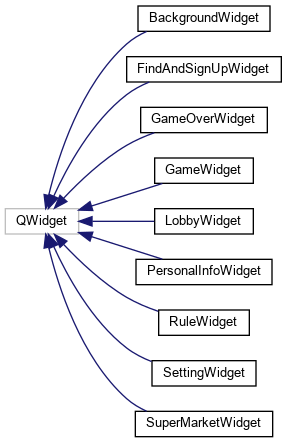 BackgroundWidget
FindAndSignUpWidget
GameOverWidget
GameWidget
QWidget
LobbyWidget
PersonalInfoWidget
RuleWidget
SettingWidget
SuperMarketWidget